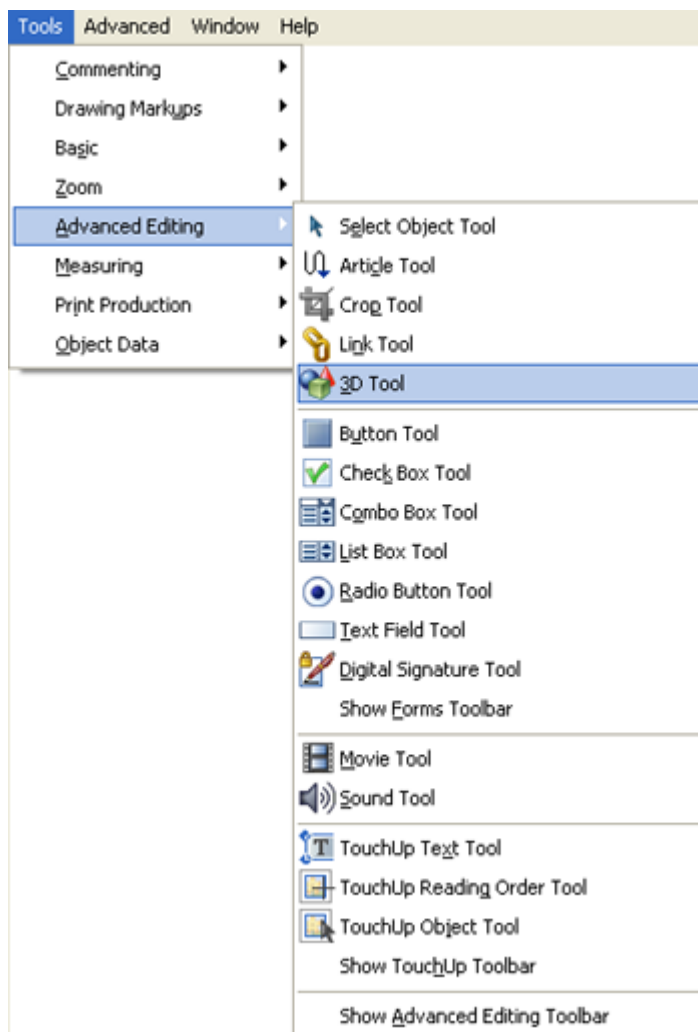 Tools Advanced Window Help
Commenting
Drawing Markups
Basic
Zoom
Advanced Editing
Measuring
Print Production
Object Data
Select Object Tool
Article Tool
Crop Tool
Link Tool
3D Tool
Button Tool
Check Box Tool
Combo Box Tool
List Box Tool
Radio Button Tool
Text Field Tool
Digital Signature Tool
Show Forms Toolbar
Movie Tool
Sound Tool
TouchUp Text Tool
TouchUp Reading Order Tool
TouchUp Object Tool
Show TouchUp Toolbar
Show Advanced Editing Toolbar